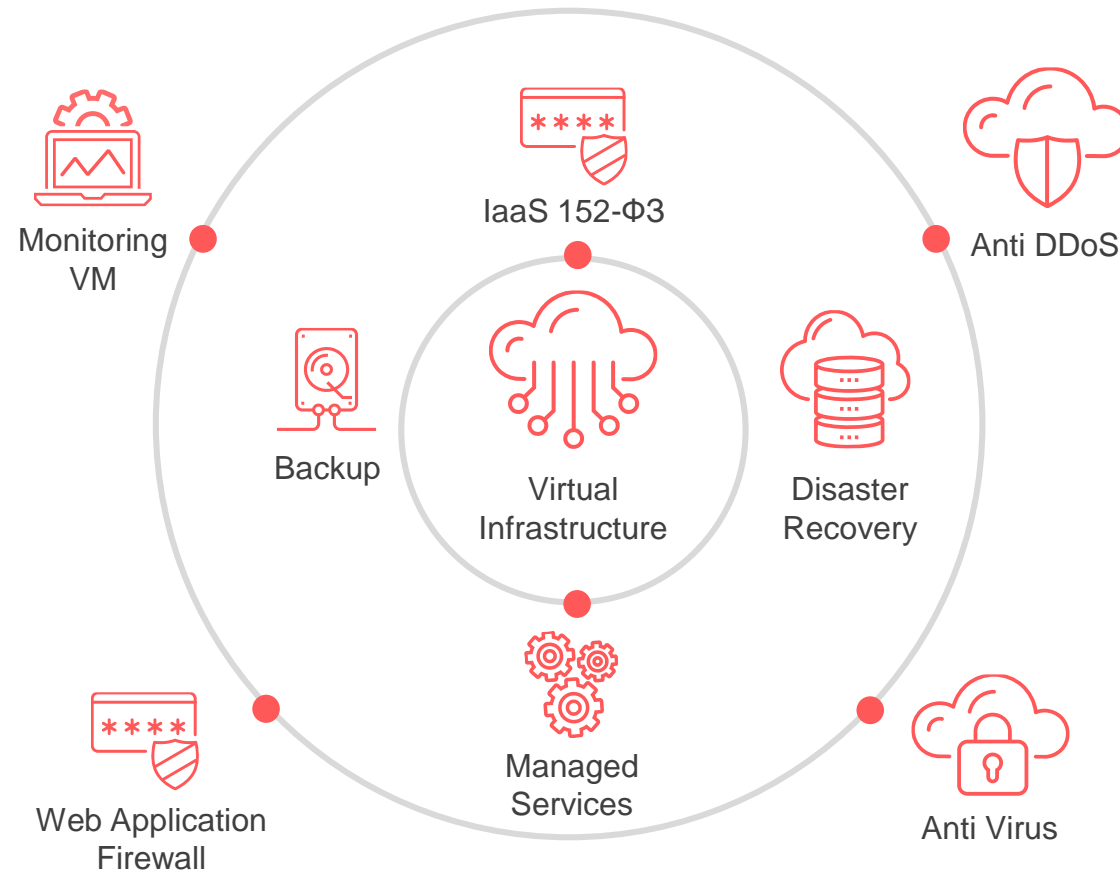 IaaS 152-ФЗ
Monitoring
VM
Anti DDoS
Backup
Virtual
Infrastructure
Disaster
Recovery
Managed
Services
Web Application
Firewall
Anti Virus